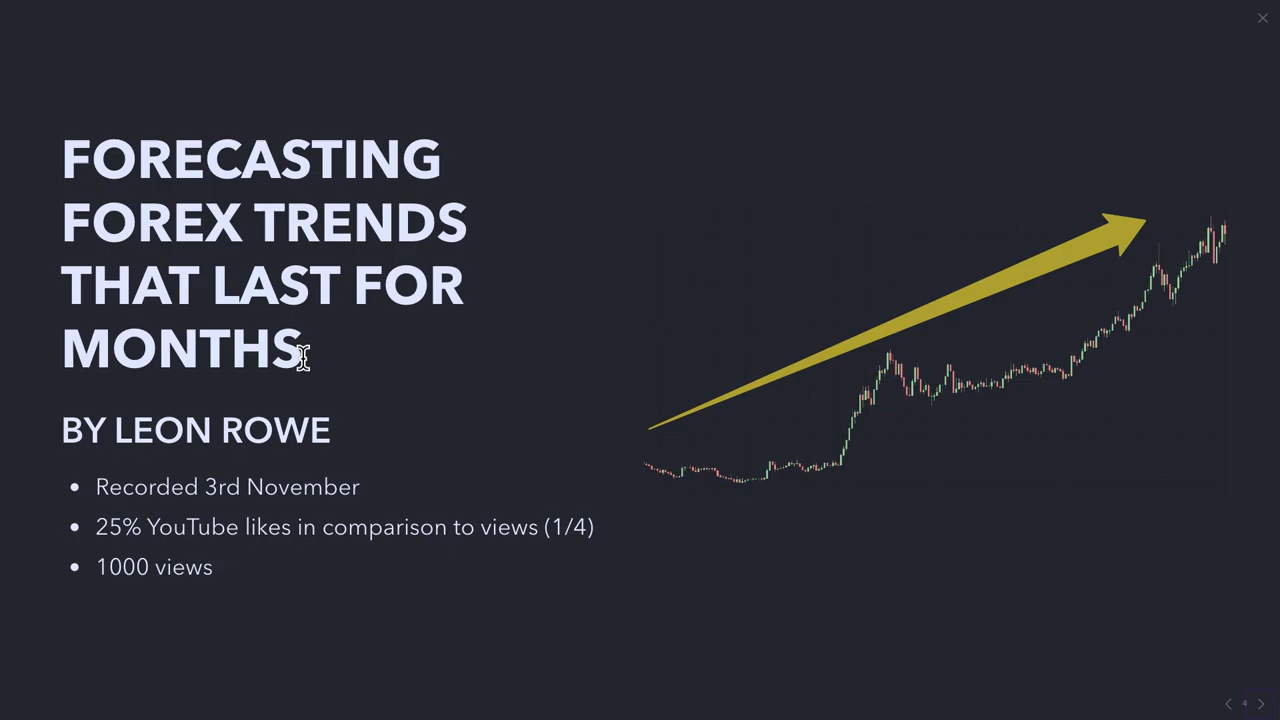 FORECASTING
FOREX TRENDS
THAT LAST FOR
MONTHS
BY LEON ROWE
• Recorded 3rd November
• 25% YouTube likes in comparison to views (1/4)
• 1000 views
4